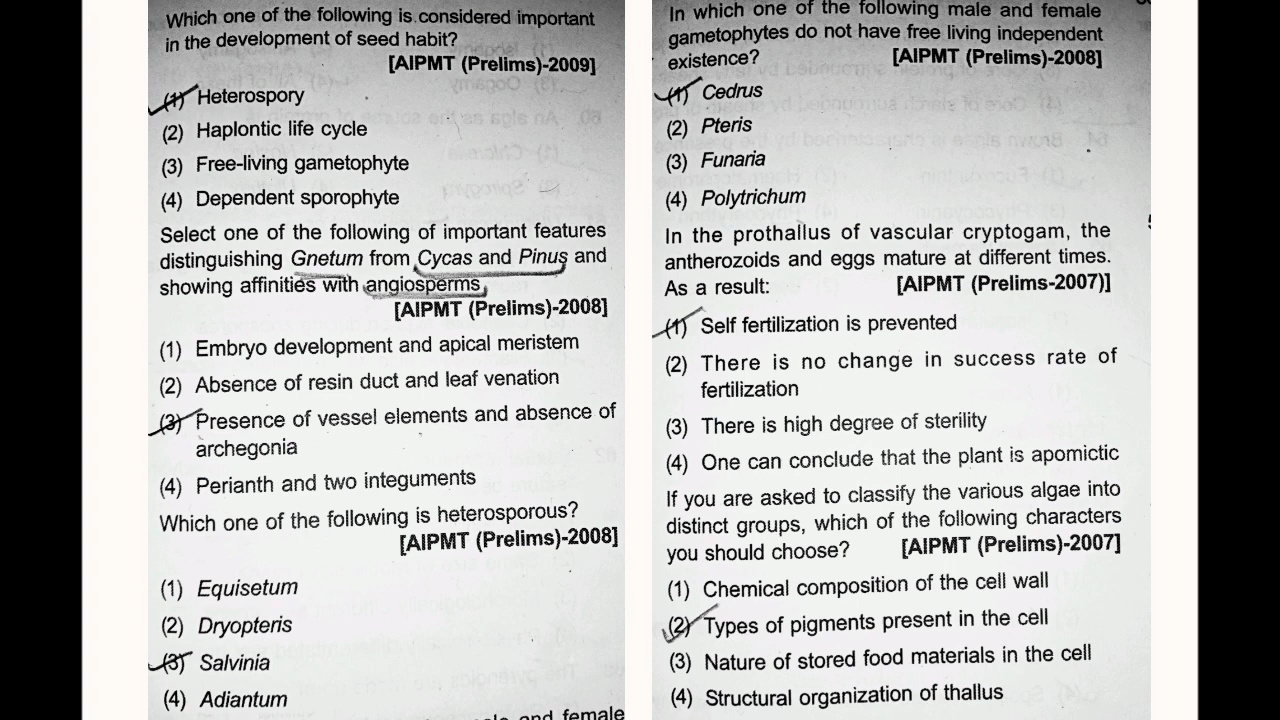 Which one of the following is considered important
in the development of seed habit?
[AIPMT (Prelims)-2009]
(1) Heterospory
(2) Haplontic life cycle
(3) Free-living gametophyte
(4) Dependent sporophyte
Select one of the following of important features
distinguishing Gnetum from Cycas and Pinus and
showing affinities with angiosperms
[AIPMT (Prelims)-2008]
(1) Embryo development and apical meristem
(2) Absence of resin duct and leaf venation
(3) Presence of vessel elements and absence of
archegonia
(4) Perianth and two integuments
Which one of the following is heterosporous?
[AIPMT (Prelims)-2008]
(1) Equisetum
(2) Dryopteris
(3) Salvinia
(4) Adiantum
and female
In which one of the following male and female
gametophytes do not have free living independent
existence? [AIPMT (Prelims)-2008]
(1) Cedrus
(2) Pteris
(3) Funaria
(4) Polytrichum
In the prothallus of vascular cryptogam, the
antherozoids and eggs mature at different times.
As a result: [AIPMT (Prelims-2007)]
(1) Self fertilization is prevented
(2) There is no change in success rate of
fertilization
(3) There is high degree of sterility
(4) One can conclude that the plant is apomictic
If you are asked to classify the various algae into
distinct groups, which of the following characters
you should choose? [AIPMT (Prelims)-2007]
(1) Chemical composition of the cell wall
(2) Types of pigments present in the cell
(3) Nature of stored food materials in the cell
(4) Structural organization of thallus